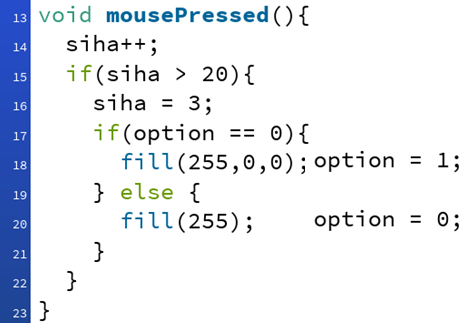 13 void mousePressed(){
14 siha++;
15 if(siha > 20){
16 siha = 3;
17 if(option == 0){
18 fill(255,0,0); option = 1;
19 } else {
20 fill(255); option = 0;
21 }
22 }
23 }